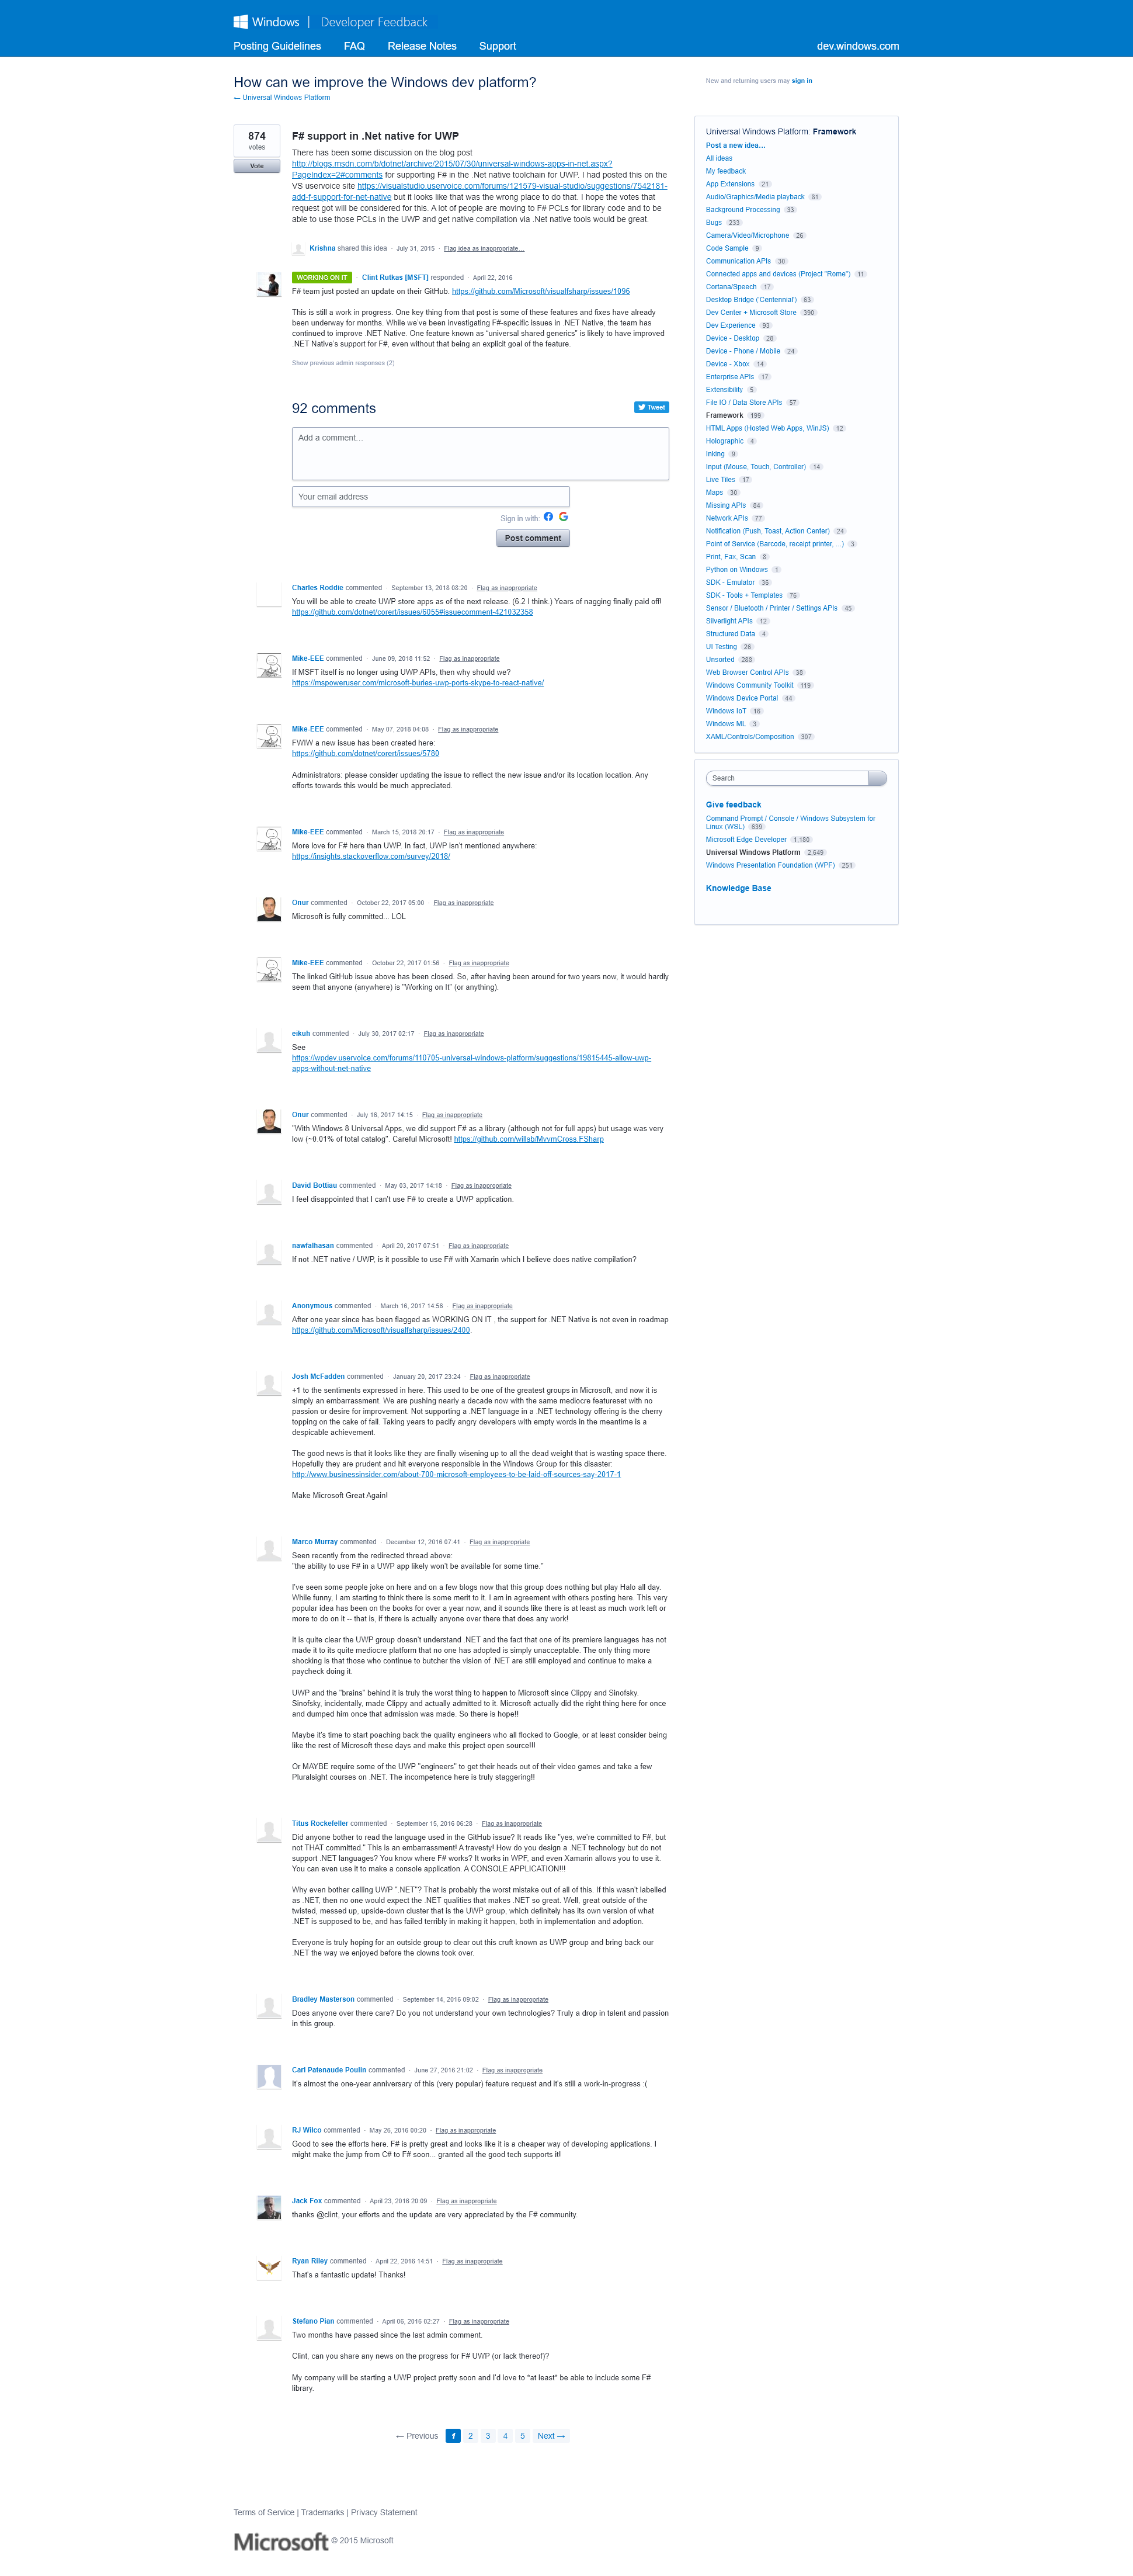 Windows | Developer Feedback
Posting Guidelines FAQ Release Notes Support dev.windows.com
How can we improve the Windows dev platform?
← Universal Windows Platform
New and returning users may sign in
874
votes
Vote
F# support in .Net native for UWP
There has been some discussion on the blog post
http://blogs.msdn.com/b/dotnet/archive/2015/07/30/universal-windows-apps-in-net.aspx?
PageIndex=2#comments for supporting F# in the .Net native toolchain for UWP. I had posted this on the
VS uservoice site https://visualstudio.uservoice.com/forums/121579-visual-studio/suggestions/7542181-
add-f-support-for-net-native but it looks like that was the wrong place to do that. I hope the votes that
request got will be considered for this. A lot of people are moving to F# PCLs for library code and to be
able to use those PCLs in the UWP and get native compilation via .Net native tools would be great.
Krishna shared this idea · July 31, 2015 · Flag idea as inappropriate…
WORKING ON IT · Clint Rutkas [MSFT] responded · April 22, 2016
F# team just posted an update on their GitHub. https://github.com/Microsoft/visualfsharp/issues/1096
This is still a work in progress. One key thing from that post is some of these features and fixes have already
been underway for months. While we've been investigating F#-specific issues in .NET Native, the team has
continued to improve .NET Native. One feature known as "universal shared generics" is likely to have improved
.NET Native's support for F#, even without that being an explicit goal of the feature.
Show previous admin responses (2)
92 comments
Tweet
Add a comment…
Your email address
Sign in with:
Post comment
Charles Roddie commented · September 13, 2018 08:20 · Flag as inappropriate
You will be able to create UWP store apps as of the next release. (6.2 I think.) Years of nagging finally paid off!
https://github.com/dotnet/corert/issues/6055#issuecomment-421032358
Mike-EEE commented · June 09, 2018 11:52 · Flag as inappropriate
If MSFT itself is no longer using UWP APIs, then why should we?
https://mspoweruser.com/microsoft-buries-uwp-ports-skype-to-react-native/
Mike-EEE commented · May 07, 2018 04:08 · Flag as inappropriate
FWIW a new issue has been created here:
https://github.com/dotnet/corert/issues/5780
Administrators: please consider updating the issue to reflect the new issue and/or its location location. Any
efforts towards this would be much appreciated.
Mike-EEE commented · March 15, 2018 20:17 · Flag as inappropriate
More love for F# here than UWP. In fact, UWP isn't mentioned anywhere:
https://insights.stackoverflow.com/survey/2018/
Onur commented · October 22, 2017 05:00 · Flag as inappropriate
Microsoft is fully committed... LOL
Mike-EEE commented · October 22, 2017 01:56 · Flag as inappropriate
The linked GitHub issue above has been closed. So, after having been around for two years now, it would hardly
seem that anyone (anywhere) is "Working on It" (or anything).
eikuh commented · July 30, 2017 02:17 · Flag as inappropriate
See
https://wpdev.uservoice.com/forums/110705-universal-windows-platform/suggestions/19815445-allow-uwp-
apps-without-net-native
Onur commented · July 16, 2017 14:15 · Flag as inappropriate
"With Windows 8 Universal Apps, we did support F# as a library (although not for full apps) but usage was very
low (~0.01% of total catalog". Careful Microsoft! https://github.com/willsb/MvvmCross.FSharp
David Bottiau commented · May 03, 2017 14:18 · Flag as inappropriate
I feel disappointed that I can't use F# to create a UWP application.
nawfalhasan commented · April 20, 2017 07:51 · Flag as inappropriate
If not .NET native / UWP, is it possible to use F# with Xamarin which I believe does native compilation?
Anonymous commented · March 16, 2017 14:56 · Flag as inappropriate
After one year since has been flagged as WORKING ON IT , the support for .NET Native is not even in roadmap
https://github.com/Microsoft/visualfsharp/issues/2400.
Josh McFadden commented · January 20, 2017 23:24 · Flag as inappropriate
+1 to the sentiments expressed in here. This used to be one of the greatest groups in Microsoft, and now it is
simply an embarrassment. We are pushing nearly a decade now with the same mediocre featureset with no
passion or desire for improvement. Not supporting a .NET language in a .NET technology offering is the cherry
topping on the cake of fail. Taking years to pacify angry developers with empty words in the meantime is a
despicable achievement.
The good news is that it looks like they are finally wisening up to all the dead weight that is wasting space there.
Hopefully they are prudent and hit everyone responsible in the Windows Group for this disaster:
http://www.businessinsider.com/about-700-microsoft-employees-to-be-laid-off-sources-say-2017-1
Make Microsoft Great Again!
Marco Murray commented · December 12, 2016 07:41 · Flag as inappropriate
Seen recently from the redirected thread above:
"the ability to use F# in a UWP app likely won't be available for some time."
I've seen some people joke on here and on a few blogs now that this group does nothing but play Halo all day.
While funny, I am starting to think there is some merit to it. I am in agreement with others posting here. This very
popular idea has been on the books for over a year now, and it sounds like there is at least as much work left or
more to do on it -- that is, if there is actually anyone over there that does any work!
It is quite clear the UWP group doesn't understand .NET and the fact that one of its premiere languages has not
made it to its quite mediocre platform that no one has adopted is simply unacceptable. The only thing more
shocking is that those who continue to butcher the vision of .NET are still employed and continue to make a
paycheck doing it.
UWP and the "brains" behind it is truly the worst thing to happen to Microsoft since Clippy and Sinofsky.
Sinofsky, incidentally, made Clippy and actually admitted to it. Microsoft actually did the right thing here for once
and dumped him once that admission was made. So there is hope!!
Maybe it's time to start poaching back the quality engineers who all flocked to Google, or at least consider being
like the rest of Microsoft these days and make this project open source!!!
Or MAYBE require some of the UWP "engineers" to get their heads out of their video games and take a few
Pluralsight courses on .NET. The incompetence here is truly staggering!!
Titus Rockefeller commented · September 15, 2016 06:28 · Flag as inappropriate
Did anyone bother to read the language used in the GitHub issue? It reads like "yes, we're committed to F#, but
not THAT committed." This is an embarrassment! A travesty! How do you design a .NET technology but do not
support .NET languages? You know where F# works? It works in WPF, and even Xamarin allows you to use it.
You can even use it to make a console application. A CONSOLE APPLICATION!!!
Why even bother calling UWP ".NET"? That is probably the worst mistake out of all of this. If this wasn't labelled
as .NET, then no one would expect the .NET qualities that makes .NET so great. Well, great outside of the
twisted, messed up, upside-down cluster that is the UWP group, which definitely has its own version of what
.NET is supposed to be, and has failed terribly in making it happen, both in implementation and adoption.
Everyone is truly hoping for an outside group to clear out this cruft known as UWP group and bring back our
.NET the way we enjoyed before the clowns took over.
Bradley Masterson commented · September 14, 2016 09:02 · Flag as inappropriate
Does anyone over there care? Do you not understand your own technologies? Truly a drop in talent and passion
in this group.
Carl Patenaude Poulin commented · June 27, 2016 21:02 · Flag as inappropriate
It's almost the one-year anniversary of this (very popular) feature request and it's still a work-in-progress :(
RJ Wilco commented · May 26, 2016 00:20 · Flag as inappropriate
Good to see the efforts here. F# is pretty great and looks like it is a cheaper way of developing applications. I
might make the jump from C# to F# soon... granted all the good tech supports it!
Jack Fox commented · April 23, 2016 20:09 · Flag as inappropriate
thanks @clint, your efforts and the update are very appreciated by the F# community.
Ryan Riley commented · April 22, 2016 14:51 · Flag as inappropriate
That's a fantastic update! Thanks!
Stefano Pian commented · April 06, 2016 02:27 · Flag as inappropriate
Two months have passed since the last admin comment.
Clint, can you share any news on the progress for F# UWP (or lack thereof)?
My company will be starting a UWP project pretty soon and I'd love to *at least* be able to include some F#
library.
← Previous 1 2 3 4 5 Next →
Universal Windows Platform: Framework
Post a new idea…
All ideas
My feedback
App Extensions 21
Audio/Graphics/Media playback 81
Background Processing 33
Bugs 233
Camera/Video/Microphone 26
Code Sample 9
Communication APIs 30
Connected apps and devices (Project "Rome") 11
Cortana/Speech 17
Desktop Bridge ('Centennial') 63
Dev Center + Microsoft Store 390
Dev Experience 93
Device - Desktop 28
Device - Phone / Mobile 24
Device - Xbox 14
Enterprise APIs 17
Extensibility 5
File IO / Data Store APIs 57
Framework 199
HTML Apps (Hosted Web Apps, WinJS) 12
Holographic 4
Inking 9
Input (Mouse, Touch, Controller) 14
Live Tiles 17
Maps 30
Missing APIs 84
Network APIs 77
Notification (Push, Toast, Action Center) 24
Point of Service (Barcode, receipt printer, ...) 3
Print, Fax, Scan 8
Python on Windows 1
SDK - Emulator 36
SDK - Tools + Templates 76
Sensor / Bluetooth / Printer / Settings APIs 45
Silverlight APIs 12
Structured Data 4
UI Testing 26
Unsorted 288
Web Browser Control APIs 38
Windows Community Toolkit 119
Windows Device Portal 44
Windows IoT 16
Windows ML 3
XAML/Controls/Composition 307
Search
Give feedback
Command Prompt / Console / Windows Subsystem for
Linux (WSL) 639
Microsoft Edge Developer 1,180
Universal Windows Platform 2,649
Windows Presentation Foundation (WPF) 251
Knowledge Base
Terms of Service | Trademarks | Privacy Statement
Microsoft © 2015 Microsoft